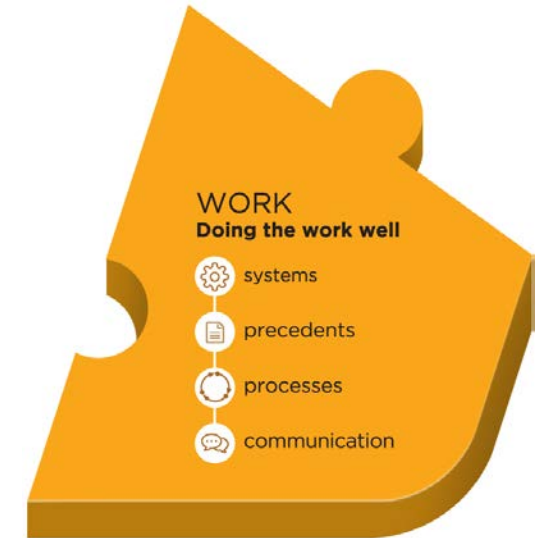 WORK
Doing the work well
systems
precedents
processes
communication